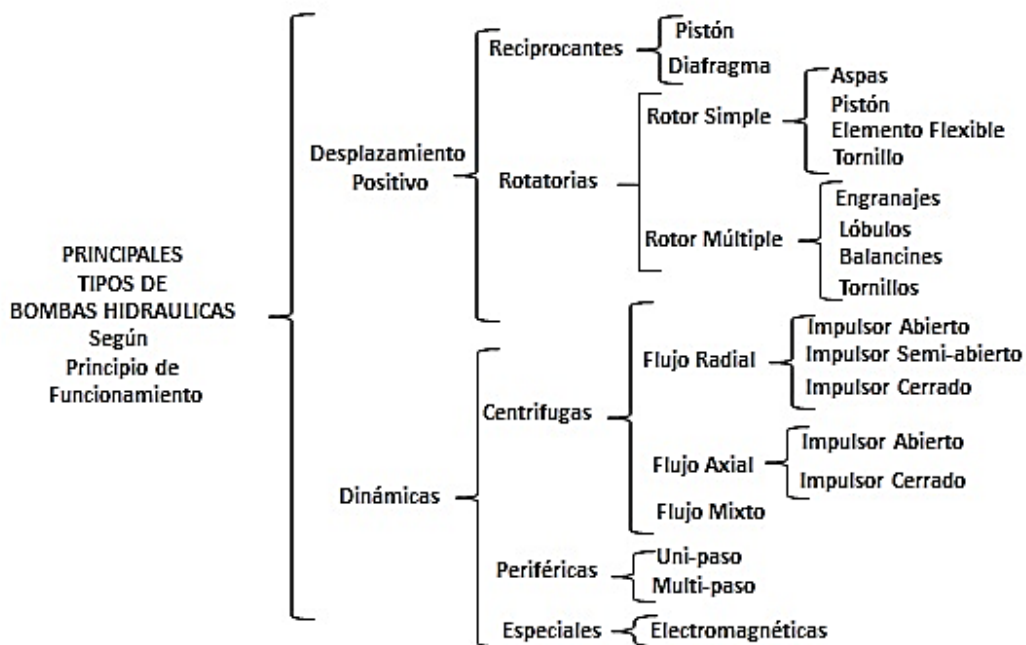 PRINCIPALES
TIPOS DE
BOMBAS HIDRAULICAS
Según
Principio de
Funcionamiento
Desplazamiento
Positivo
Reciprocantes
Pistón
Diafragma
Rotatorias
Rotor Simple
Aspas
Pistón
Elemento Flexible
Tornillo
Rotor Múltiple
Engranajes
Lóbulos
Balancines
Tornillos
Dinámicas
Centrifugas
Flujo Radial
Impulsor Abierto
Impulsor Semi-abierto
Impulsor Cerrado
Flujo Axial
Impulsor Abierto
Impulsor Cerrado
Flujo Mixto
Periféricas
Uni-paso
Multi-paso
Especiales
Electromagnéticas